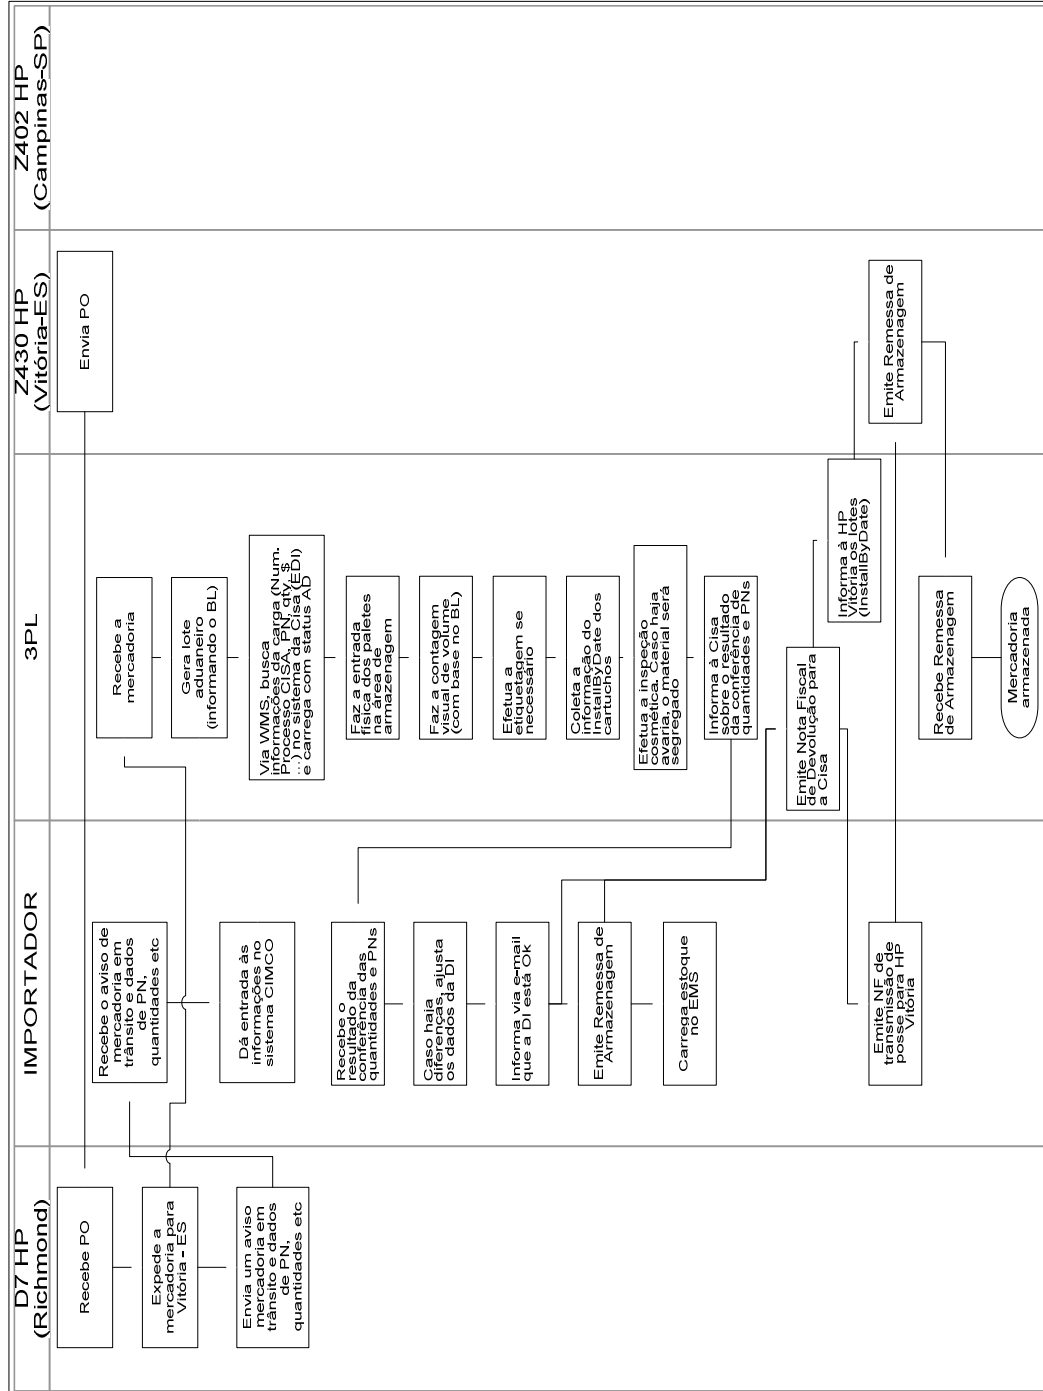 D7 HP
(Richmond)
Recebe PO
Expede a
mercadoria para
Vitória - ES
Envia um aviso
mercadoria em
trânsito e dados
de PN,
quantidades etc
IMPORTADOR
Recebe o aviso de
mercadoria em
trânsito e dados
de PN,
quantidades etc
Dá entrada às
informações no
sistema CIMCO
Recebe o
resultado da
conferência das
quantidades e PNs
Caso haja
diferenças, ajusta
os dados da DI
Informa via e-mail
que a DI está Ok
Emite Remessa de
Armazenagem
Carrega estoque
no EMS
Emite NF de
transmissão de
posse para HP
Vitória
3PL
Recebe a
mercadoria
Gera lote
aduaneiro
(informando o BL)
Via WMS, busca
informações da carga (Num.
Processo CISA, PN, qty, $
...) no sistema da Cisa (EDI)
e carrega com status AD
Faz a entrada
física dos paletes
na área de
armazenagem
Faz a contagem
visual de volume
(com base no BL)
Efetua a
etiquetagem se
necessário
Coleta a
informação do
InstallByDate dos
cartuchos
Efetua a inspeção
cosmética. Caso haja
avaria, o material será
segregado
Informa à Cisa
sobre o resultado
da conferência de
quantidades e PNs
Emite Nota Fiscal
de Devolução para
a Cisa
Informa à HP
Vitória os lotes
(InstallByDate)
Recebe Remessa
de Armazenagem
Mercadoria
armazenada
Z430 HP
(Vitória-ES)
Envia PO
Emite Remessa de
Armazenagem
Z402 HP
(Campinas-SP)